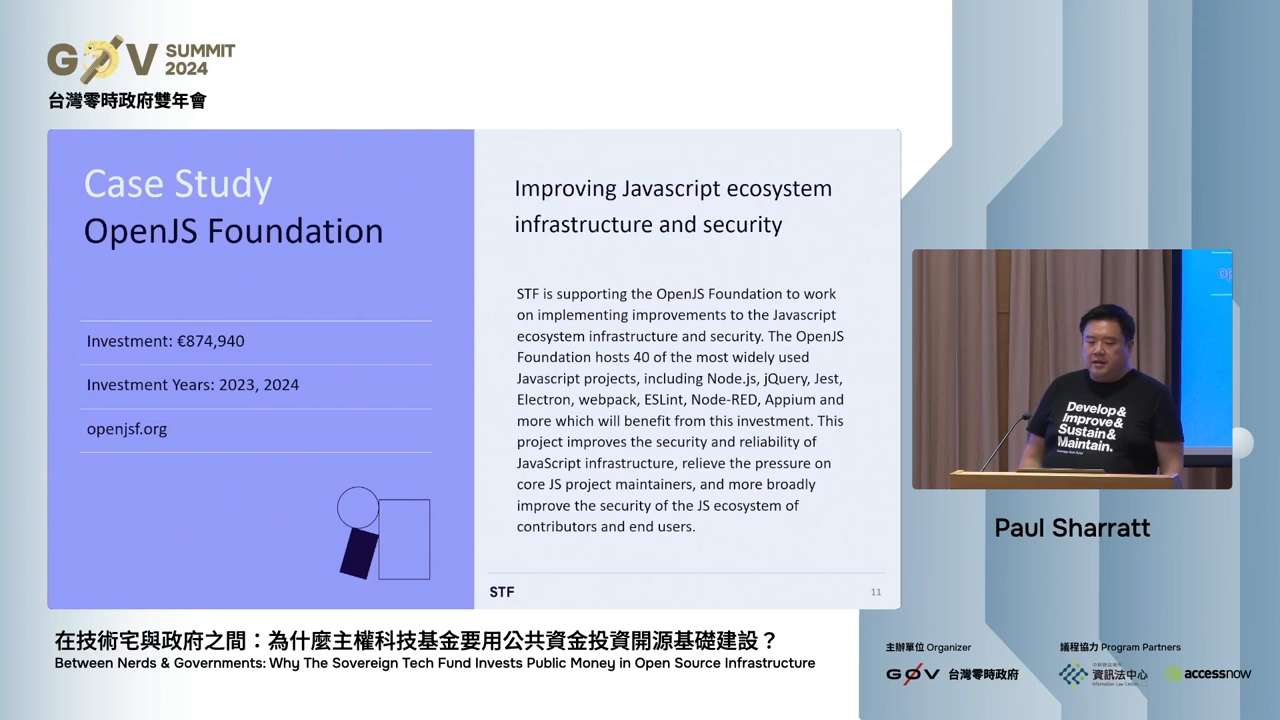 GØV SUMMIT 2024
台灣零時政府雙年會
Case Study
OpenJS Foundation
Investment: €874,940
Investment Years: 2023, 2024
openjsf.org
Improving Javascript ecosystem
infrastructure and security
STF is supporting the OpenJS Foundation to work
on implementing improvements to the Javascript
ecosystem infrastructure and security. The OpenJS
Foundation hosts 40 of the most widely used
Javascript projects, including Node.js, jQuery, Jest,
Electron, webpack, ESLint, Node-RED, Appium and
more which will benefit from this investment. This
project improves the security and reliability of
JavaScript infrastructure, relieve the pressure on
core JS project maintainers, and more broadly
improve the security of the JS ecosystem of
contributors and end users.
STF
11
Develop&
Improve&
Sustain&
Maintain.
Paul Sharratt
在技術宅與政府之間：為什麼主權科技基金要用公共資金投資開源基礎建設？
Between Nerds & Governments: Why The Sovereign Tech Fund Invests Public Money in Open Source Infrastructure
主辦單位 Organizer
GØV 台灣零時政府
議程協力 Program Partners
資訊法中心
Information Law Center
accessnow